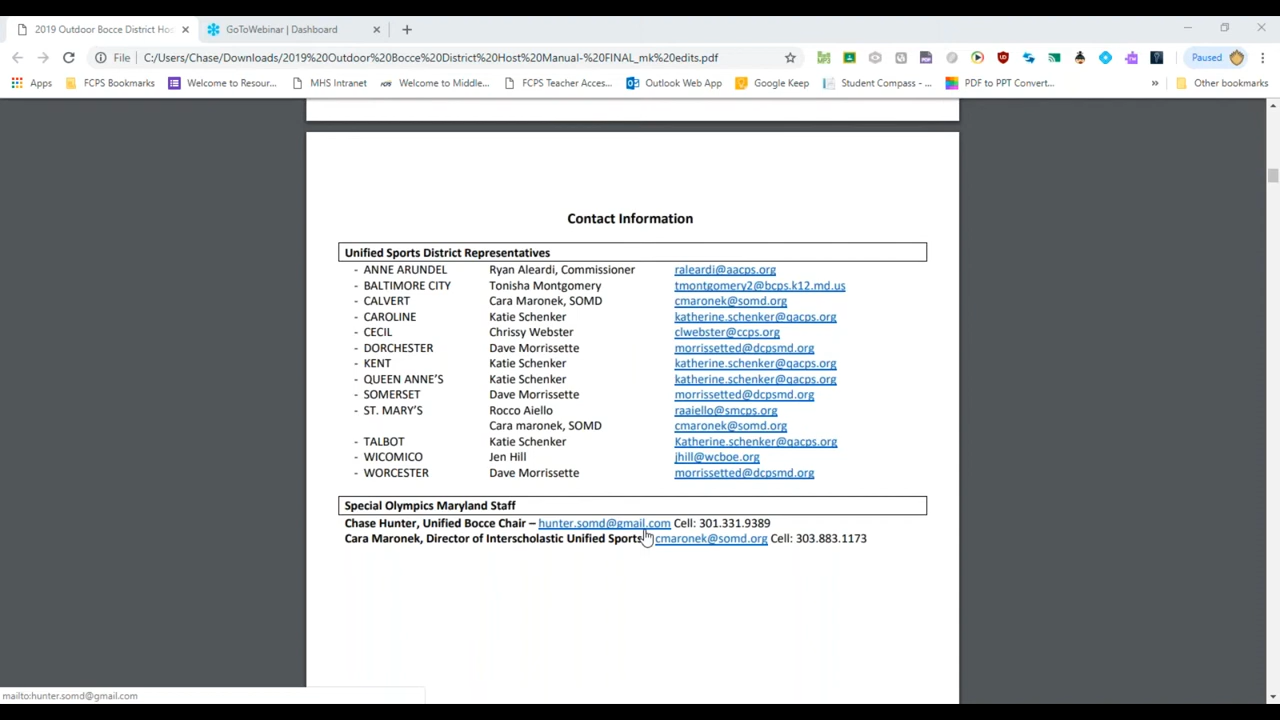 2019 Outdoor Bocce District Hos
GoToWebinar | Dashboard
File C:/Users/Chase/Downloads/2019%20Outdoor%20Bocce%20District%20Host%20Manual-%20FINAL_mk%20edits.pdf
Paused
Apps FCPS Bookmarks Welcome to Resour... MHS Intranet Welcome to Middle... FCPS Teacher Acces... Outlook Web App Google Keep Student Compass - ... PDF to PPT Convert... » Other bookmarks
Contact Information
Unified Sports District Representatives
- ANNE ARUNDEL Ryan Aleardi, Commissioner raleardi@aacps.org
- BALTIMORE CITY Tonisha Montgomery tmontgomery2@bcps.k12.md.us
- CALVERT Cara Maronek, SOMD cmaronek@somd.org
- CAROLINE Katie Schenker katherine.schenker@qacps.org
- CECIL Chrissy Webster clwebster@ccps.org
- DORCHESTER Dave Morrissette morrissetted@dcpsmd.org
- KENT Katie Schenker katherine.schenker@qacps.org
- QUEEN ANNE'S Katie Schenker katherine.schenker@qacps.org
- SOMERSET Dave Morrissette morrissetted@dcpsmd.org
- ST. MARY'S Rocco Aiello raaiello@smcps.org
Cara maronek, SOMD cmaronek@somd.org
- TALBOT Katie Schenker Katherine.schenker@qacps.org
- WICOMICO Jen Hill jhill@wcboe.org
- WORCESTER Dave Morrissette morrissetted@dcpsmd.org
Special Olympics Maryland Staff
Chase Hunter, Unified Bocce Chair – hunter.somd@gmail.com Cell: 301.331.9389
Cara Maronek, Director of Interscholastic Unified Sports cmaronek@somd.org Cell: 303.883.1173
mailto:hunter.somd@gmail.com